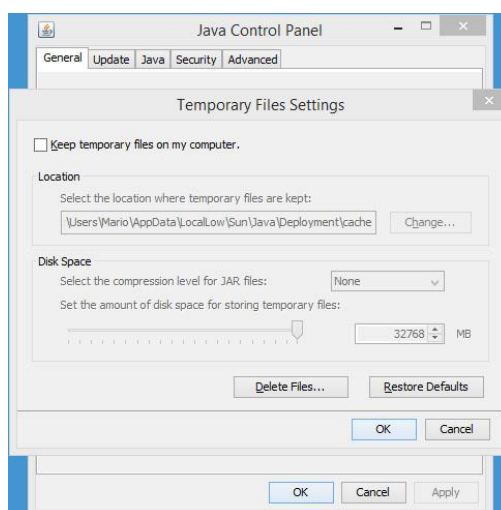 Java Control Panel
General Update Java Security Advanced
Temporary Files Settings
Keep temporary files on my computer.
Location
Select the location where temporary files are kept:
\Users\Mario\AppData\LocalLow\Sun\Java\Deployment\cache Change...
Disk Space
Select the compression level for JAR files: None
Set the amount of disk space for storing temporary files:
32768 MB
Delete Files... Restore Defaults
OK Cancel
OK Cancel Apply